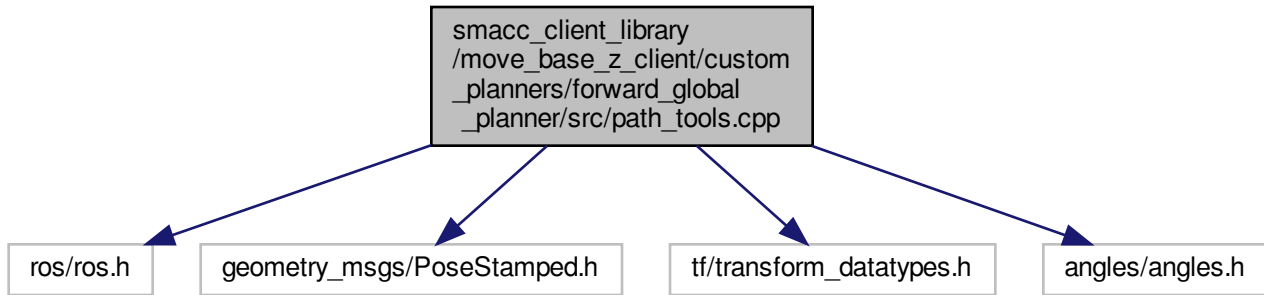 smacc_client_library
/move_base_z_client/custom
_planners/forward_global
_planner/src/path_tools.cpp
ros/ros.h
geometry_msgs/PoseStamped.h
tf/transform_datatypes.h
angles/angles.h